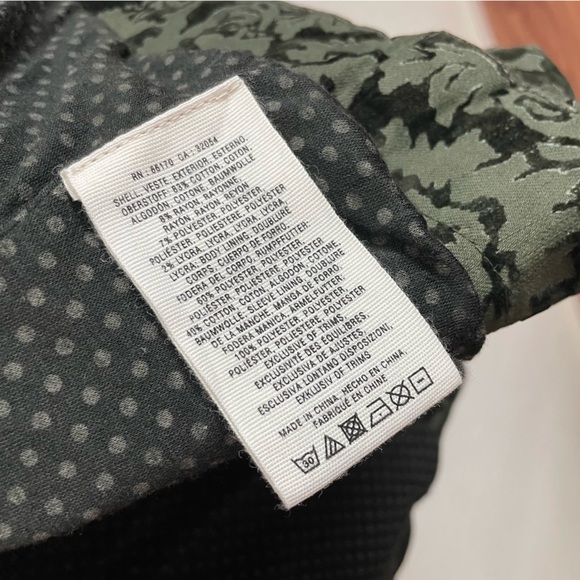 RN: 66170 CA: 32054
SHELL, VESTE, EXTERIOR, ESTERNO,
OBERSTOFF: 83% COTTON, COTON,
ALGODÓN, COTONE, BAUMWOLLE
8% RAYON, RAYONNE,
RAYÓN, RAYON, RAYON
7% POLYESTER, POLYESTER,
POLIÉSTER, POLIESTERE, POLYESTER
2% LYCRA, LYCRA, LYCRA, LYCRA,
LYCRA, BODY LINING, DOUBLURE
CORPS, CUERPO DE FORRO,
FODERA DEL CORPO, RUMPFFUTTER:
60% POLYESTER, POLYESTER,
POLIÉSTER, POLIESTERE, POLYESTER
40% COTTON, COTON, ALGODÓN, COTONE,
BAUMWOLLE, SLEEVE LINING, DOUBLURE
DE LA MANCHE, MANGA DE FORRO,
FODERA MANICA, ARMELFUTTER:
100% POLYESTER, POLYESTER,
POLIÉSTER, POLIESTERE, POLYESTER
EXCLUSIVE OF TRIMS,
EXCLUSIVITÉ DES ÉQUILIBRES,
EXCLUSIVA DE AJUSTES,
ESCLUSIVA LONTANO DISPOSIZIONI,
EXKLUSIV OF TRIMS
MADE IN CHINA, HECHO EN CHINA,
FABRIQUÉ EN CHINE
30